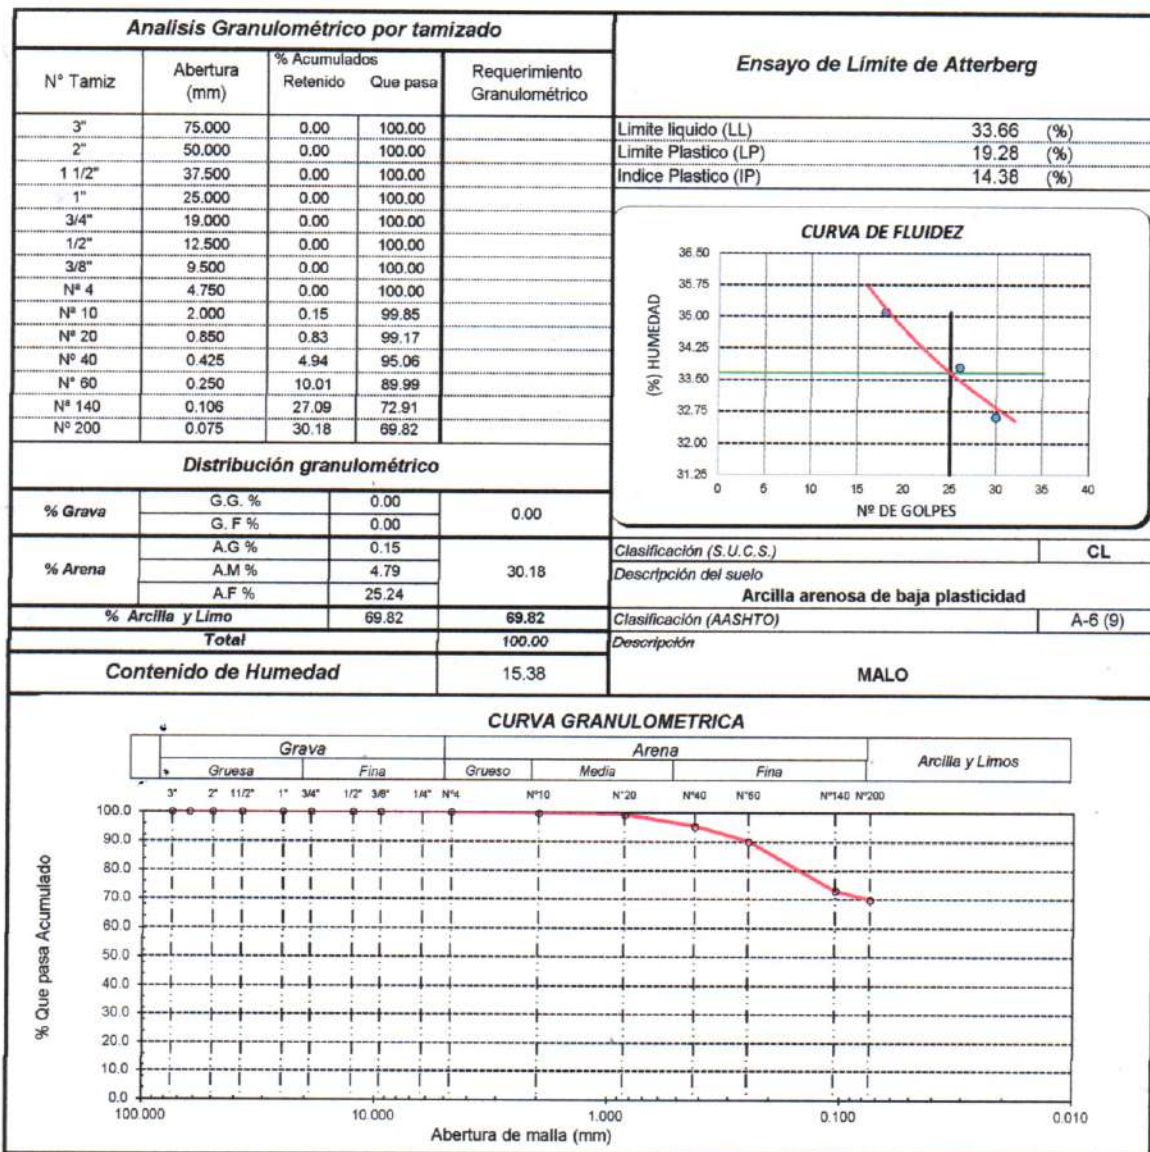 Analisis Granulométrico por tamizado
N° Tamiz Abertura (mm) % Acumulados Retenido Que pasa Requerimiento Granulométrico
3" 75.000 0.00 100.00
2" 50.000 0.00 100.00
1 1/2" 37.500 0.00 100.00
1" 25.000 0.00 100.00
3/4" 19.000 0.00 100.00
1/2" 12.500 0.00 100.00
3/8" 9.500 0.00 100.00
Nª 4 4.750 0.00 100.00
Nª 10 2.000 0.15 99.85
Nª 20 0.850 0.83 99.17
Nº 40 0.425 4.94 95.06
N° 60 0.250 10.01 89.99
Nª 140 0.106 27.09 72.91
Nº 200 0.075 30.18 69.82
Distribución granulométrico
% Grava G.G. % 0.00 0.00
G. F % 0.00
% Arena A.G % 0.15 30.18
A.M % 4.79
A.F % 25.24
% Arcilla y Limo 69.82 69.82
Total 100.00
Contenido de Humedad 15.38
Ensayo de Límite de Atterberg
Limite liquido (LL) 33.66 (%)
Limite Plastico (LP) 19.28 (%)
Indice Plastico (IP) 14.38 (%)
CURVA DE FLUIDEZ
(%) HUMEDAD
36.50
35.75
35.00
34.25
33.50
32.75
32.00
31.25
0 5 10 15 20 25 30 35 40
Nº DE GOLPES
Clasificación (S.U.C.S.) CL
Descripción del suelo
Arcilla arenosa de baja plasticidad
Clasificación (AASHTO) A-6 (9)
Descripción
MALO
CURVA GRANULOMETRICA
Grava Arena Arcilla y Limos
Gruesa Fina Grueso Media Fina
3" 2" 11/2" 1" 3/4" 1/2" 3/8" 1/4" N°4 N°10 N°20 N°40 N°60 N°140 N°200
% Que pasa Acumulado
100.0
90.0
80.0
70.0
60.0
50.0
40.0
30.0
20.0
10.0
0.0
100.000 10.000 1.000 0.100 0.010
Abertura de malla (mm)